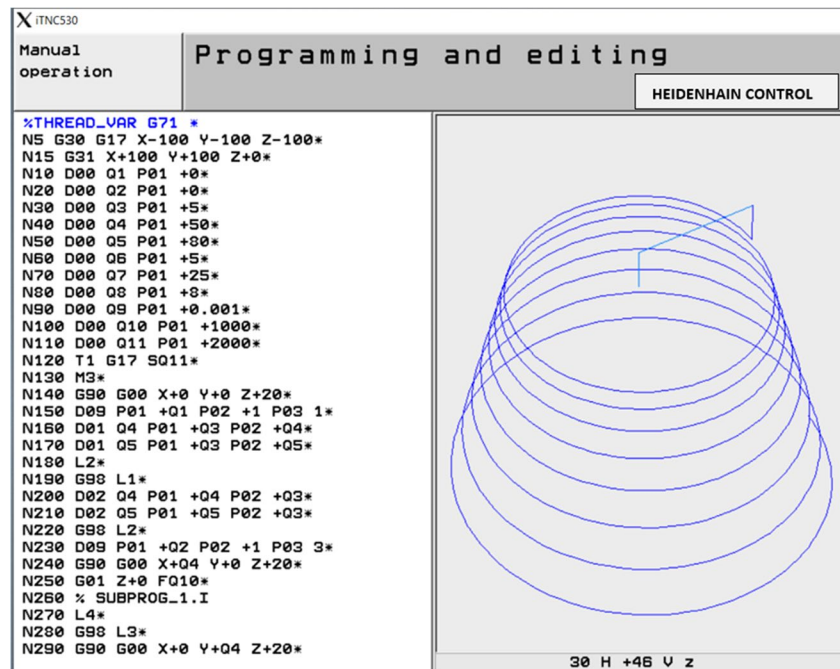 X iTNC530
Manual
operation
Programming and editing
HEIDENHAIN CONTROL
%THREAD_VAR G71 *
N5 G30 G17 X-100 Y-100 Z-100*
N15 G31 X+100 Y+100 Z+0*
N10 D00 Q1 P01 +0*
N20 D00 Q2 P01 +0*
N30 D00 Q3 P01 +5*
N40 D00 Q4 P01 +50*
N50 D00 Q5 P01 +80*
N60 D00 Q6 P01 +5*
N70 D00 Q7 P01 +25*
N80 D00 Q8 P01 +8*
N90 D00 Q9 P01 +0.001*
N100 D00 Q10 P01 +1000*
N110 D00 Q11 P01 +2000*
N120 T1 G17 SQ11*
N130 M3*
N140 G90 G00 X+0 Y+0 Z+20*
N150 D09 P01 +Q1 P02 +1 P03 1*
N160 D01 Q4 P01 +Q3 P02 +Q4*
N170 D01 Q5 P01 +Q3 P02 +Q5*
N180 L2*
N190 G98 L1*
N200 D02 Q4 P01 +Q4 P02 +Q3*
N210 D02 Q5 P01 +Q5 P02 +Q3*
N220 G98 L2*
N230 D09 P01 +Q2 P02 +1 P03 3*
N240 G90 G00 X+Q4 Y+0 Z+20*
N250 G01 Z+0 FQ10*
N260 % SUBPROG_1.I
N270 L4*
N280 G98 L3*
N290 G90 G00 X+0 Y+Q4 Z+20*
30 H +46 V z